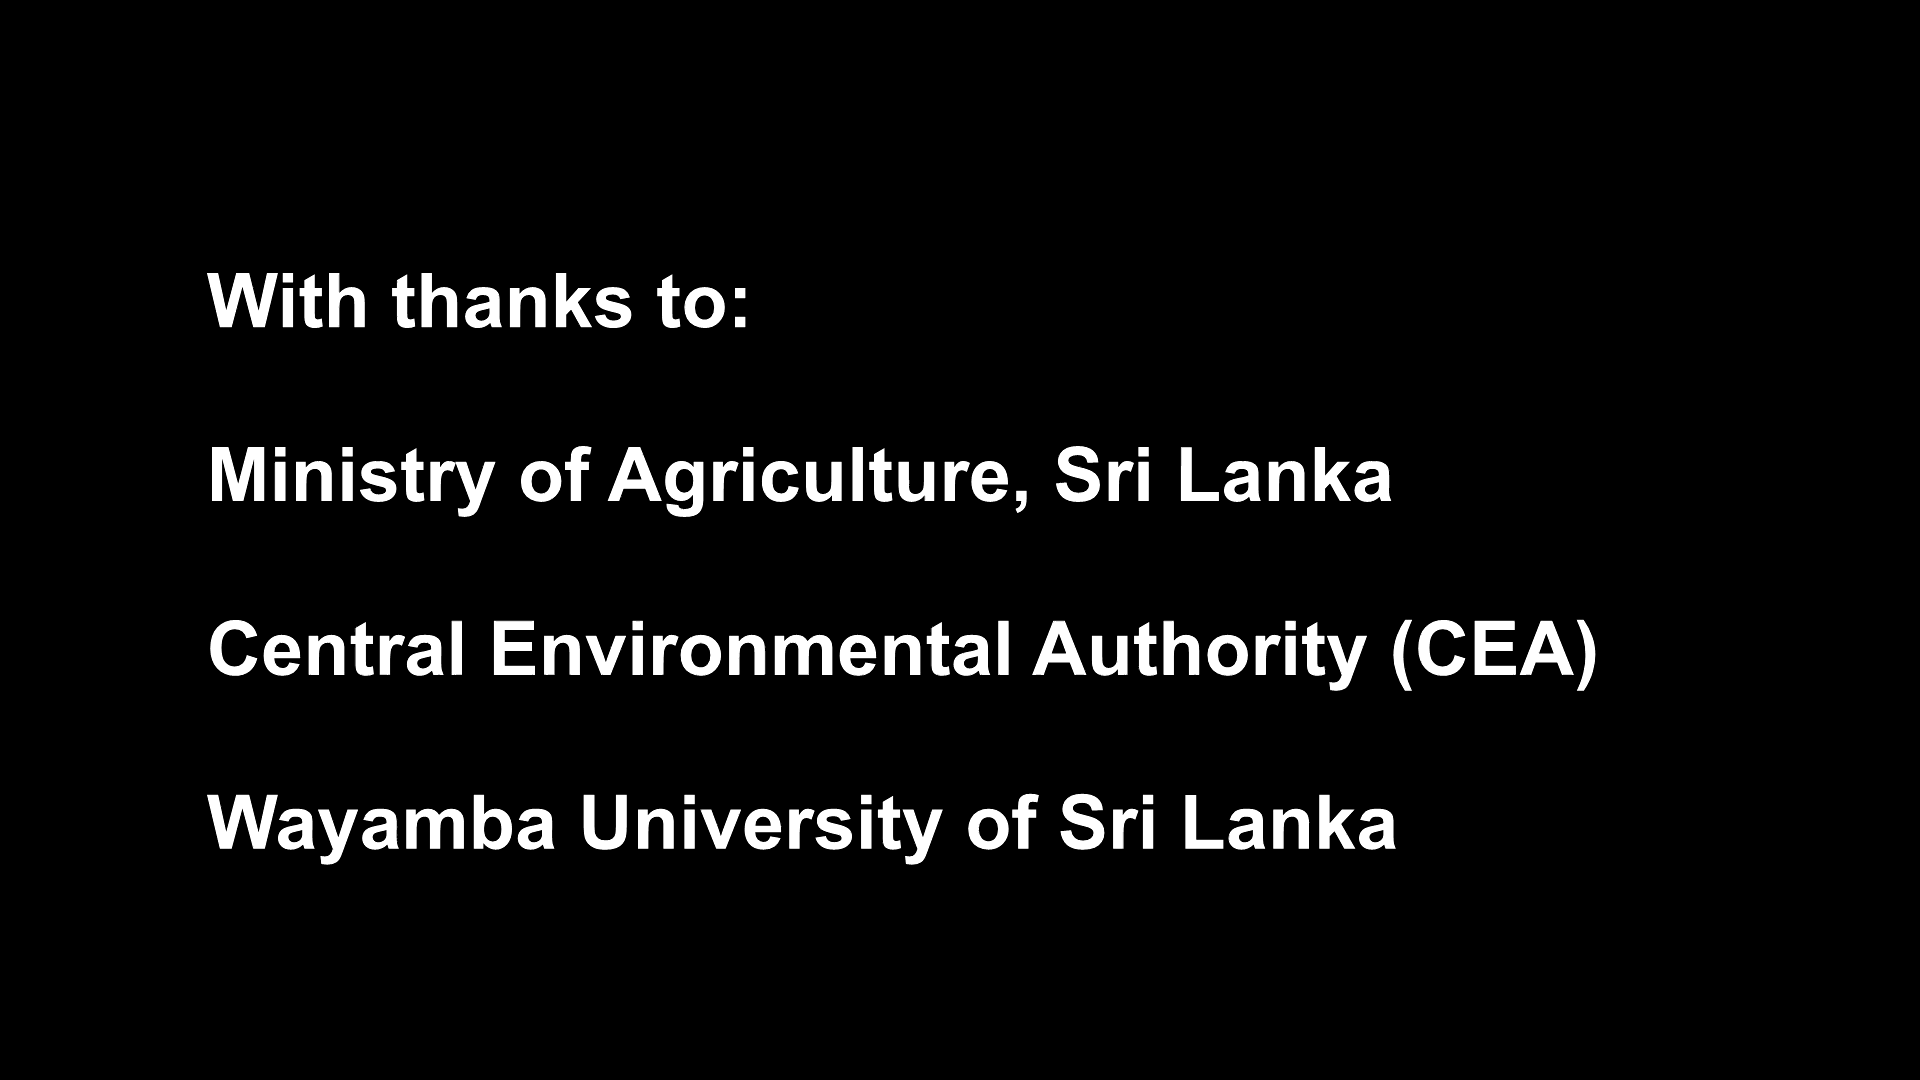 With thanks to:
Ministry of Agriculture, Sri Lanka
Central Environmental Authority (CEA)
Wayamba University of Sri Lanka